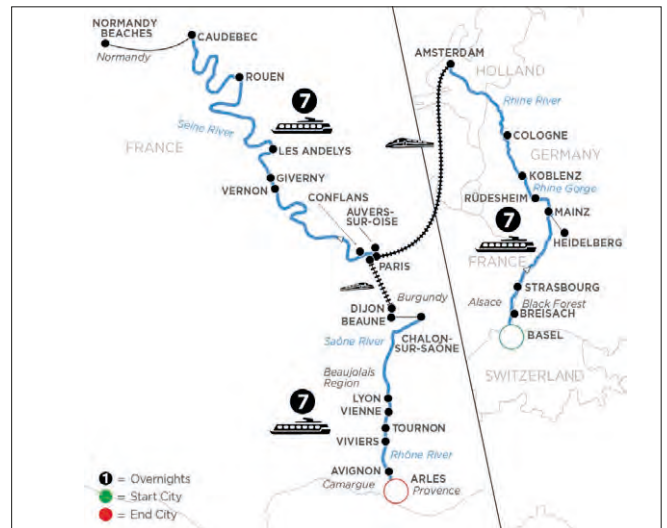 NORMANDY
BEACHES
Normandy
CAUDEBEC
ROUEN
7
Seine River
FRANCE
LES ANDELYS
GIVERNY
VERNON
CONFLANS
AUVERS-
SUR-OISE
PARIS
DIJON
BEAUNE
Burgundy
Saône River
CHALON-
SUR-SAÔNE
Beaujolais
Region
LYON
VIENNE
7
TOURNON
VIVIERS
Rhône River
AVIGNON
Camargue
ARLES
Provence
AMSTERDAM
HOLLAND
Rhine River
COLOGNE
GERMANY
KOBLENZ
Rhine Gorge
RÜDESHEIM
MAINZ
7
HEIDELBERG
FRANCE
STRASBOURG
Alsace
Black Forest
BREISACH
BASEL
SWITZERLAND
1 = Overnights
= Start City
= End City